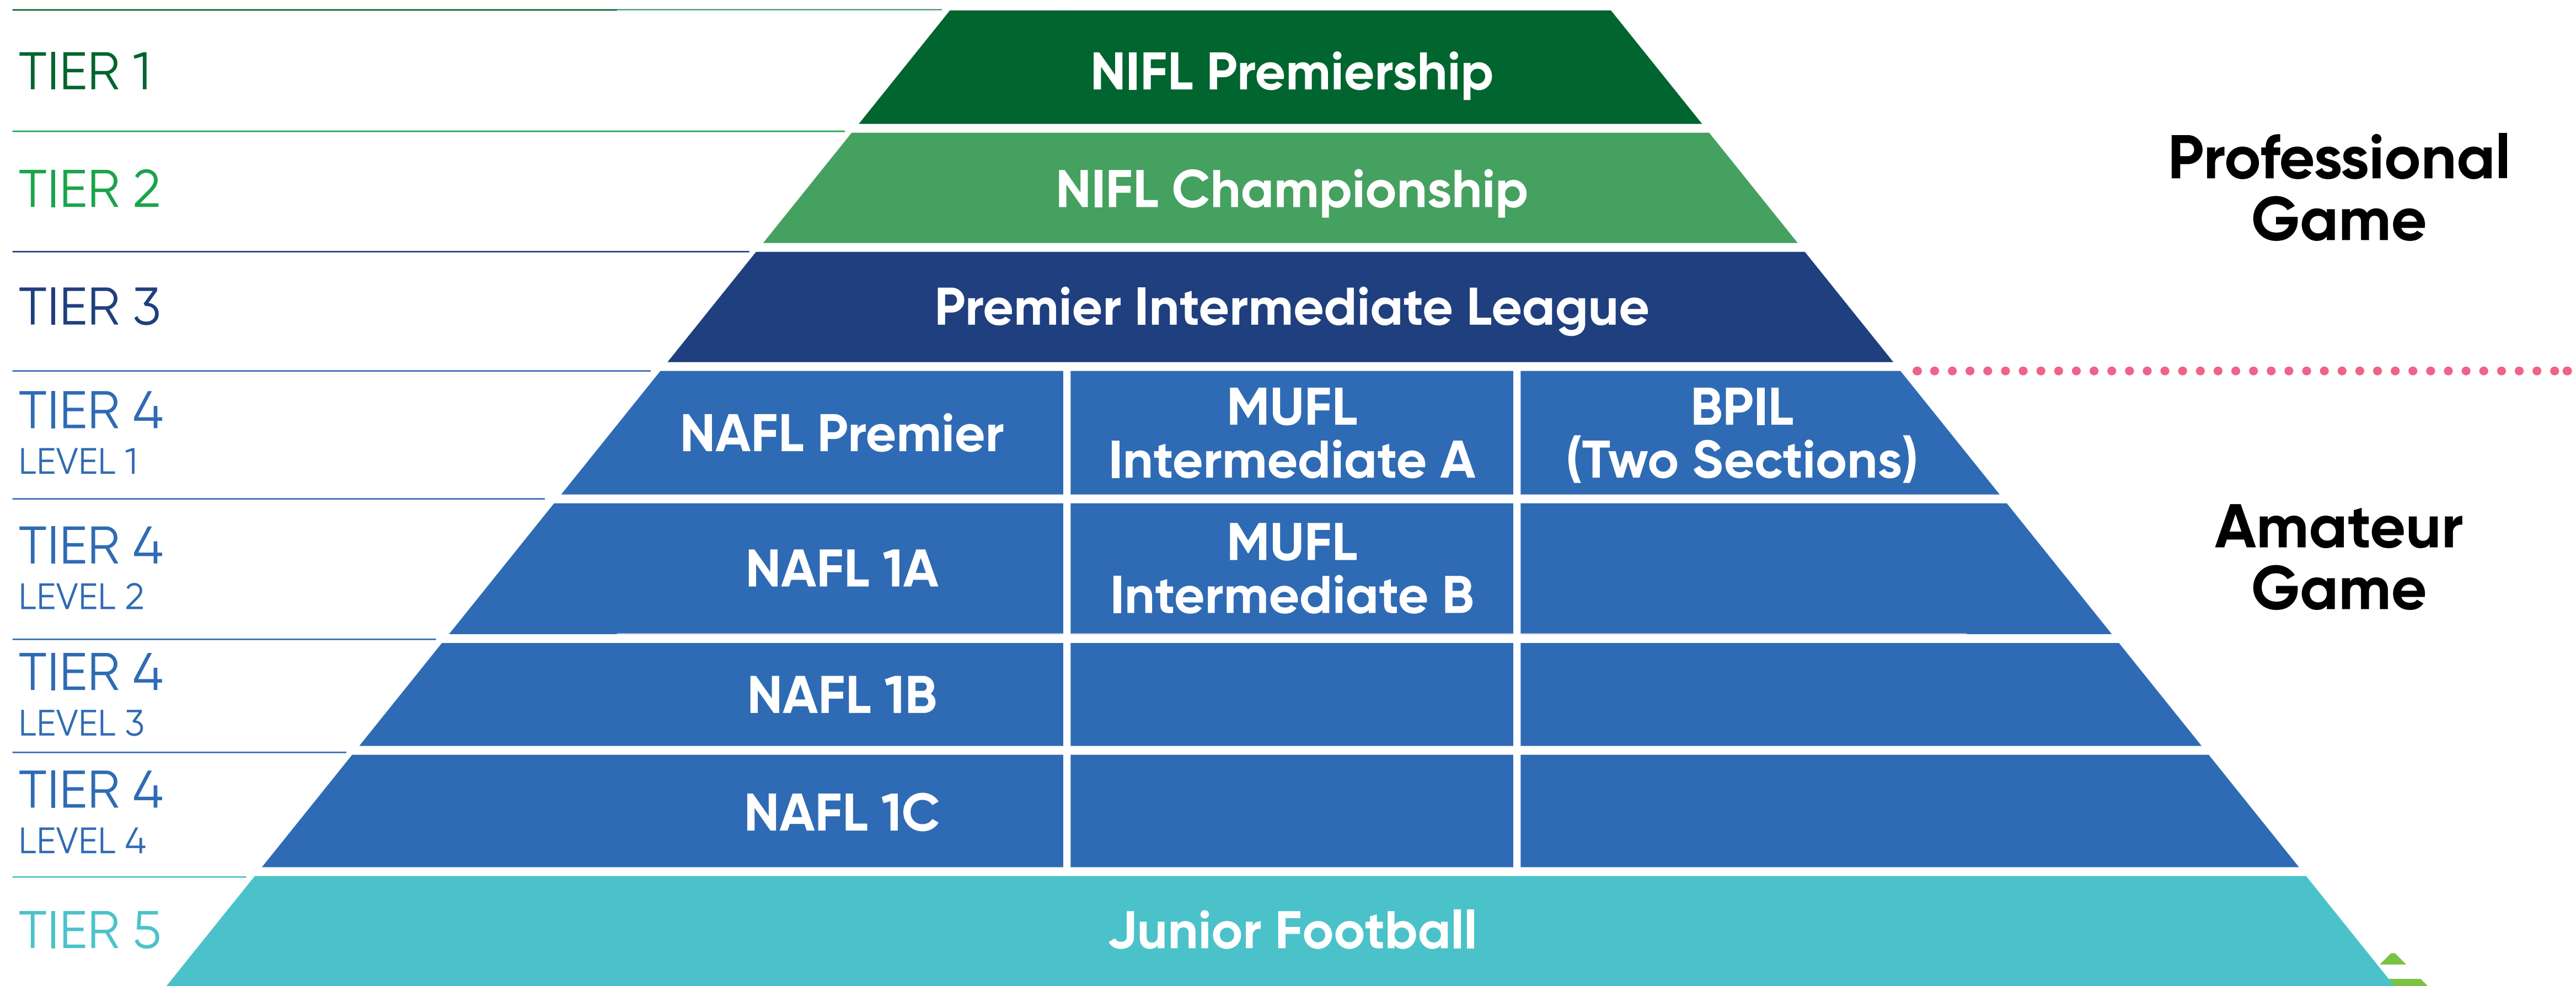 TIER 1
NIFL Premiership
TIER 2
NIFL Championship
Professional
Game
TIER 3
Premier Intermediate League
TIER 4
LEVEL 1
NAFL Premier
MUFL
Intermediate A
BPIL
(Two Sections)
TIER 4
LEVEL 2
NAFL 1A
MUFL
Intermediate B
Amateur
Game
TIER 4
LEVEL 3
NAFL 1B
TIER 4
LEVEL 4
NAFL 1C
TIER 5
Junior Football